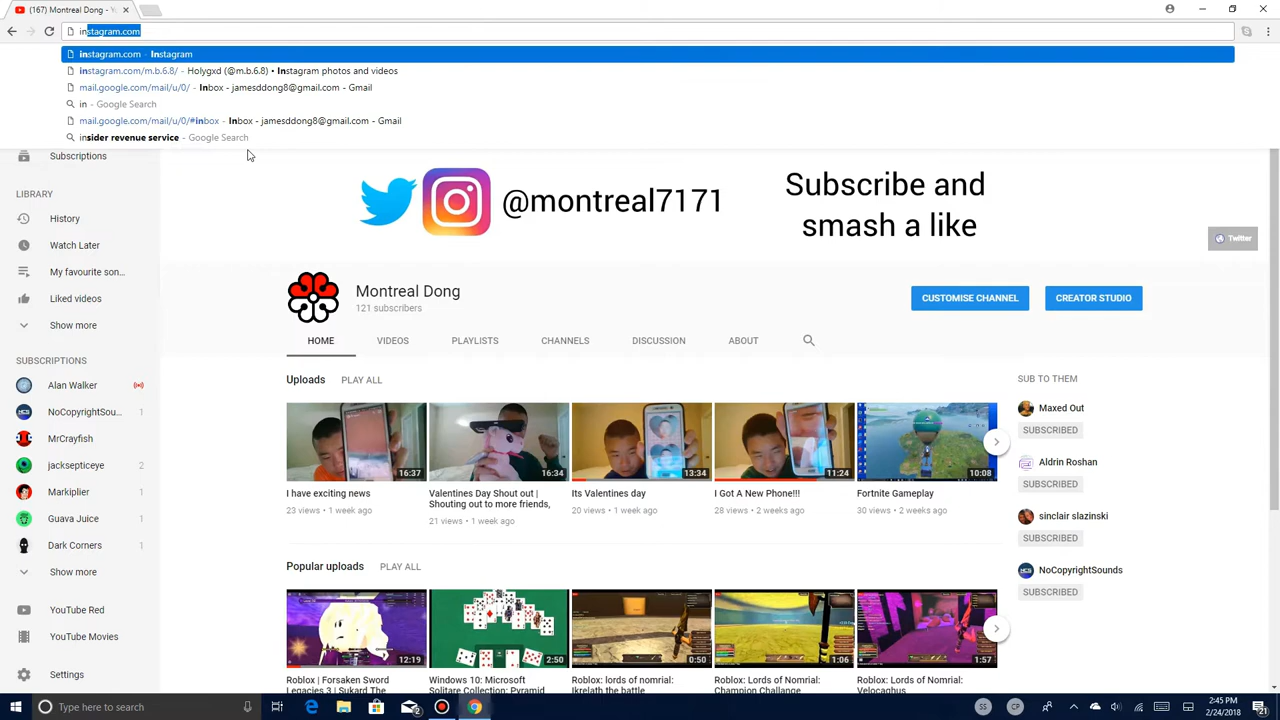 (167) Montreal Dong - Yo
instagram.com
instagram.com - Instagram
instagram.com/m.b.6.8/ - Holygxd (@m.b.6.8) • Instagram photos and videos
mail.google.com/mail/u/0/ - Inbox - jamesddong8@gmail.com - Gmail
in - Google Search
mail.google.com/mail/u/0/#inbox - Inbox - jamesddong8@gmail.com - Gmail
insider revenue service - Google Search
Subscriptions
LIBRARY
History
Watch Later
My favourite son...
Liked videos
Show more
SUBSCRIPTIONS
Alan Walker
NoCopyrightSou... 1
MrCrayfish
jacksepticeye 2
Markiplier 1
Guava Juice 1
Dark Corners 1
Show more
YouTube Red
YouTube Movies
Settings
@montreal7171
Subscribe and
smash a like
Twitter
Montreal Dong
121 subscribers
CUSTOMISE CHANNEL
CREATOR STUDIO
HOME VIDEOS PLAYLISTS CHANNELS DISCUSSION ABOUT
Uploads PLAY ALL
16:37
I have exciting news
23 views • 1 week ago
16:34
Valentines Day Shout out |
Shouting out to more friends,
21 views • 1 week ago
13:34
Its Valentines day
20 views • 1 week ago
11:24
I Got A New Phone!!!
28 views • 2 weeks ago
10:08
Fortnite Gameplay
30 views • 2 weeks ago
SUB TO THEM
Maxed Out
SUBSCRIBED
Aldrin Roshan
SUBSCRIBED
sinclair slazinski
SUBSCRIBED
NoCopyrightSounds
SUBSCRIBED
Popular uploads PLAY ALL
12:19
Roblox | Forsaken Sword
Legacies 3 | Sukard The
2:50
Windows 10: Microsoft
Solitare Collection: Pyramid
0:50
Roblox: lords of nomrial:
Ikrelath the battle
1:06
Roblox: Lords of Nomrial:
Champion Challange
1:57
Roblox: Lords of Nomrial:
Velocaghus
Type here to search
2
SS
CP
2:45 PM
2/24/2018
21